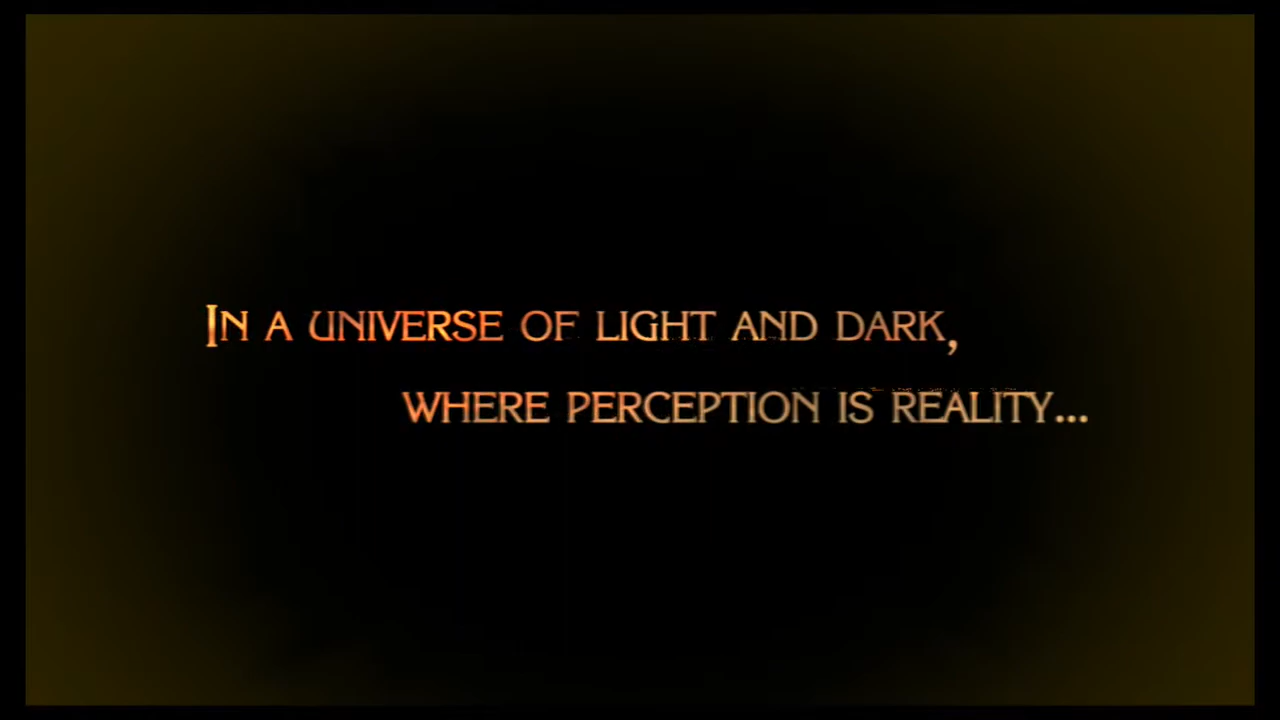 In a universe of light and dark,
where perception is reality...